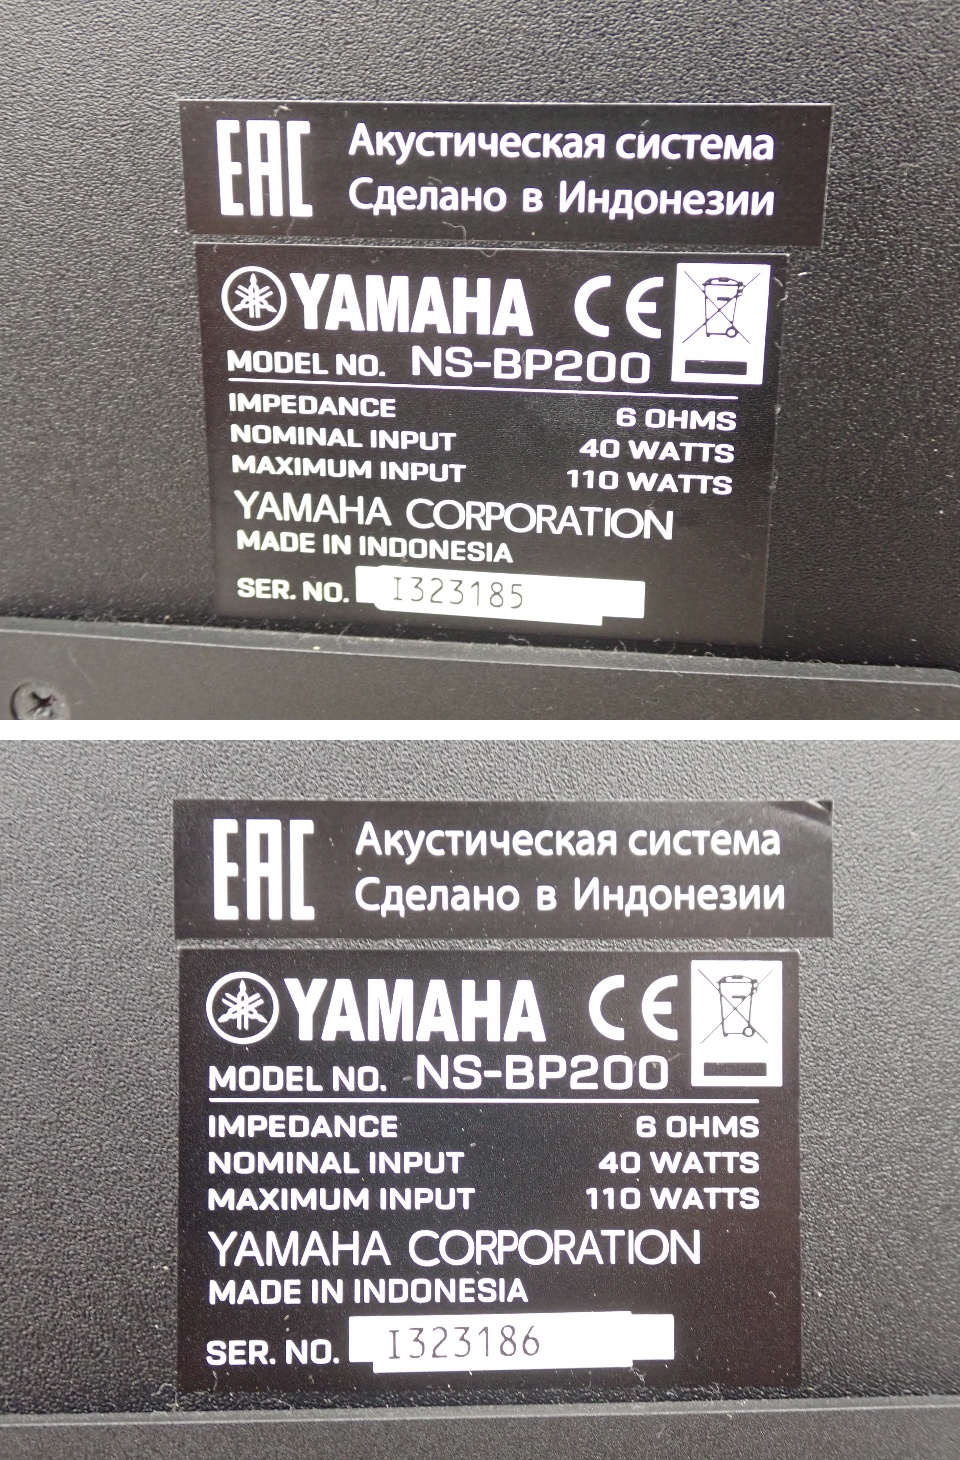 EAC Акустическая система
Сделано в Индонезии
YAMAHA CE
MODEL NO. NS-BP200
IMPEDANCE 6 OHMS
NOMINAL INPUT 40 WATTS
MAXIMUM INPUT 110 WATTS
YAMAHA CORPORATION
MADE IN INDONESIA
SER. NO. I323185
EAC Акустическая система
Сделано в Индонезии
YAMAHA CE
MODEL NO. NS-BP200
IMPEDANCE 6 OHMS
NOMINAL INPUT 40 WATTS
MAXIMUM INPUT 110 WATTS
YAMAHA CORPORATION
MADE IN INDONESIA
SER. NO. I323186